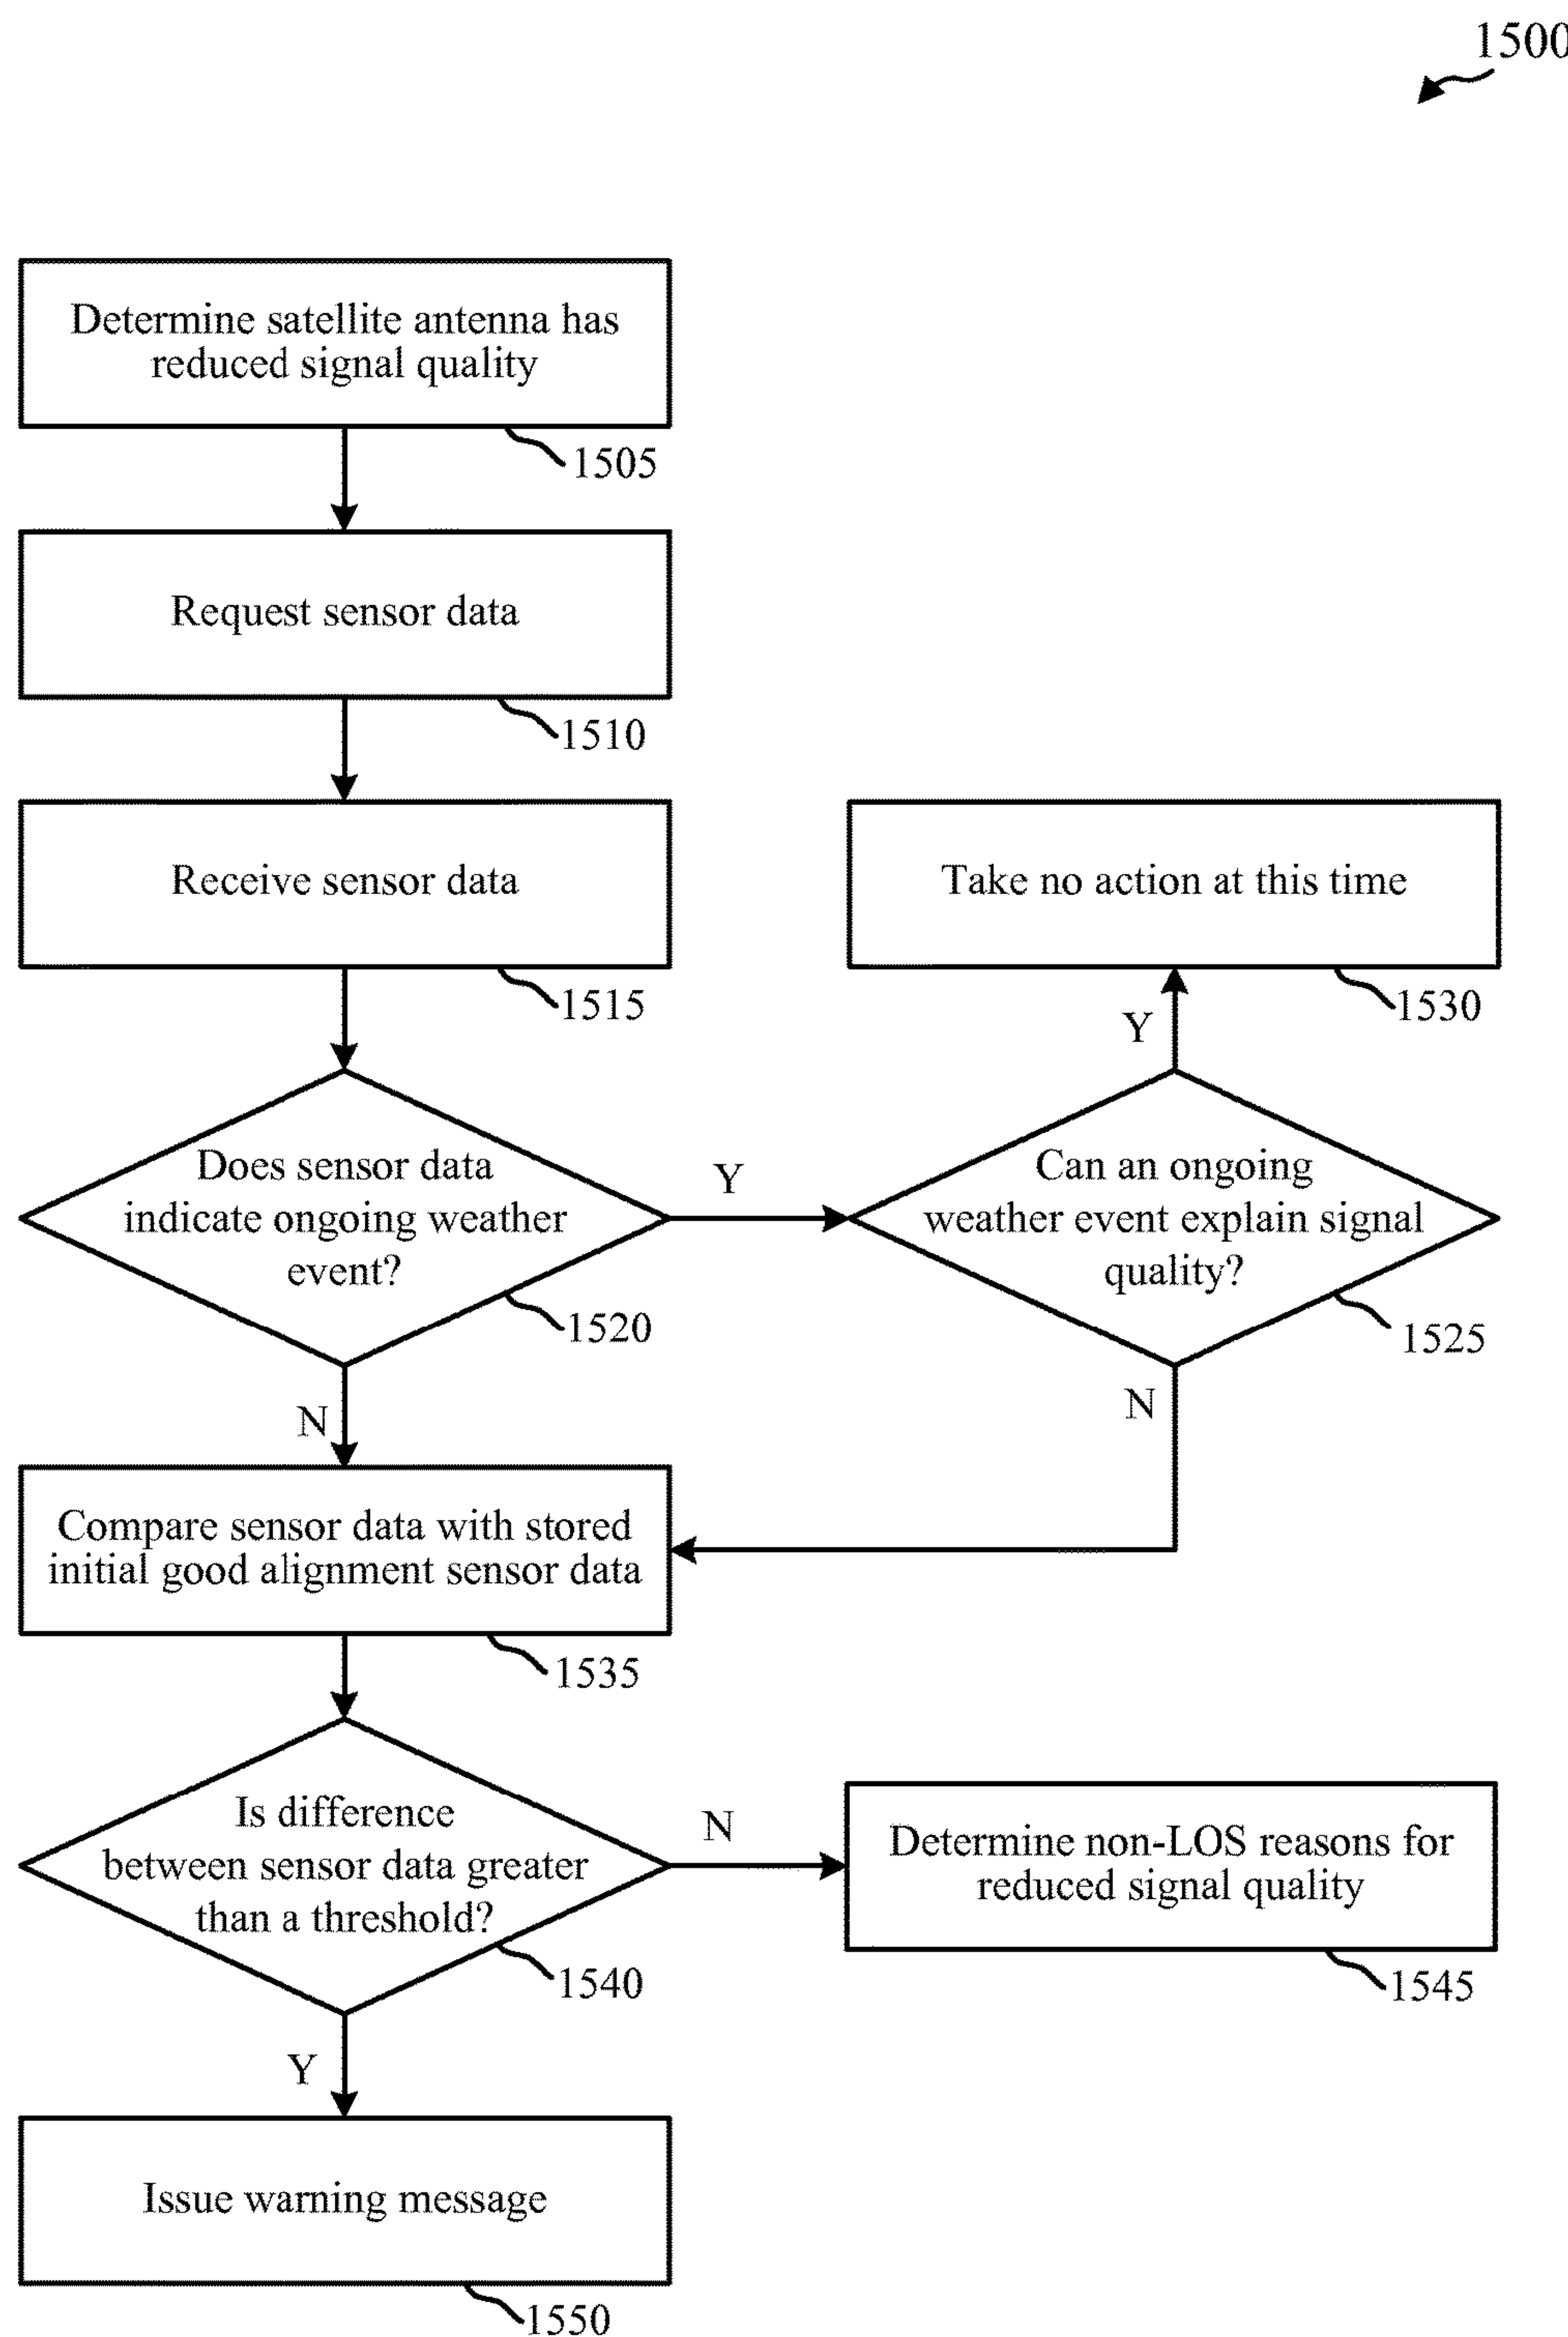 1500
Determine satellite antenna has
reduced signal quality
1505
Request sensor data
1510
Receive sensor data
1515
Take no action at this time
1530
Y
Does sensor data
indicate ongoing weather
event?
1520
Y
Can an ongoing
weather event explain signal
quality?
1525
N
N
Compare sensor data with stored
initial good alignment sensor data
1535
Is difference
between sensor data greater
than a threshold?
1540
N
Determine non-LOS reasons for
reduced signal quality
1545
Y
Issue warning message
1550